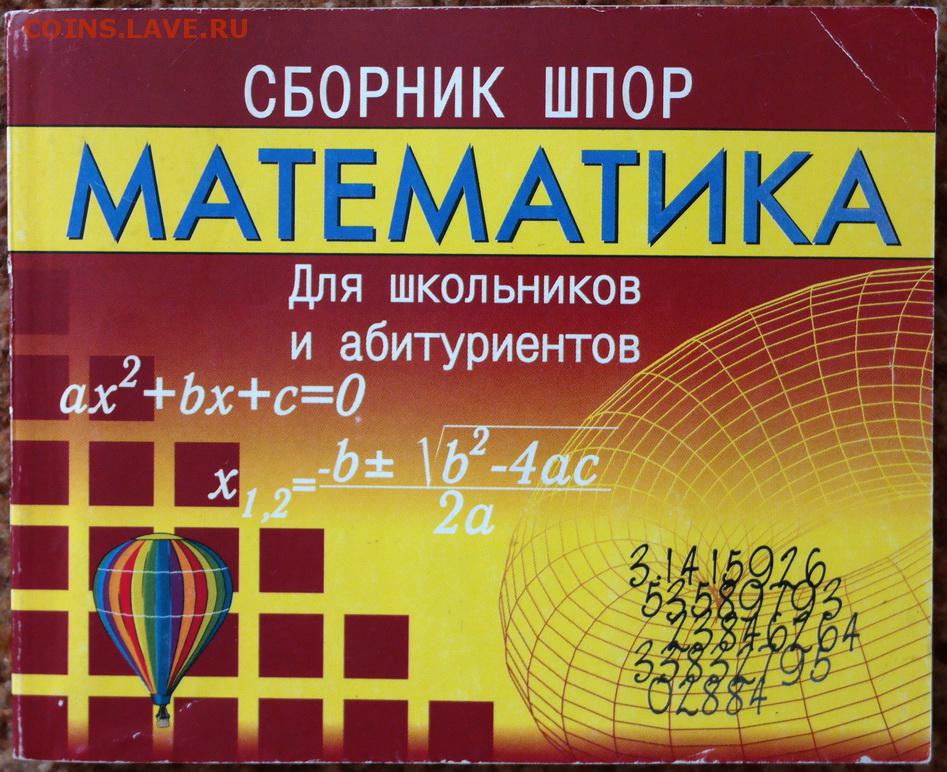 COINS.LAVE.RU
СБОРНИК ШПОР
МАТЕМАТИКА
Для школьников
и абитуриентов
ax²+bx+c=0
x₁,₂=-b± √b²-4ac / 2a
3.1415926
53589793
23846264
33832795
02884